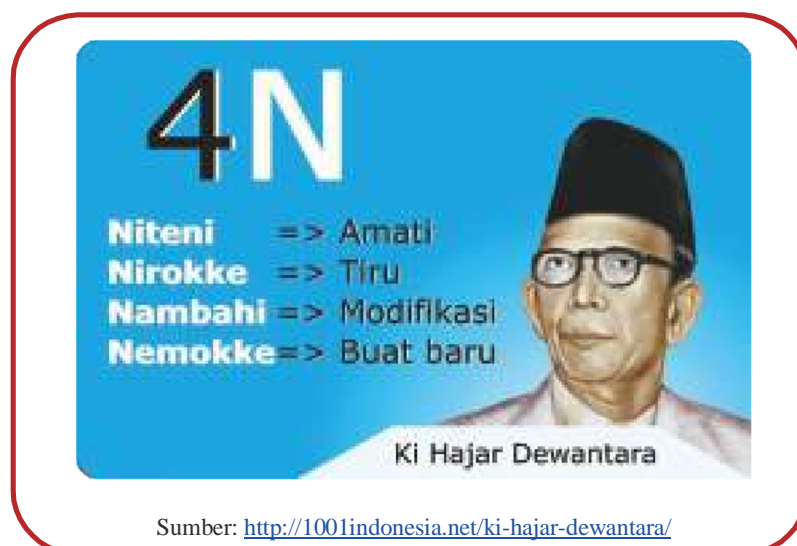 4N
Niteni => Amati
Nirokke => Tiru
Nambahi => Modifikasi
Nemokke=> Buat baru
Ki Hajar Dewantara
Sumber: http://1001indonesia.net/ki-hajar-dewantara/